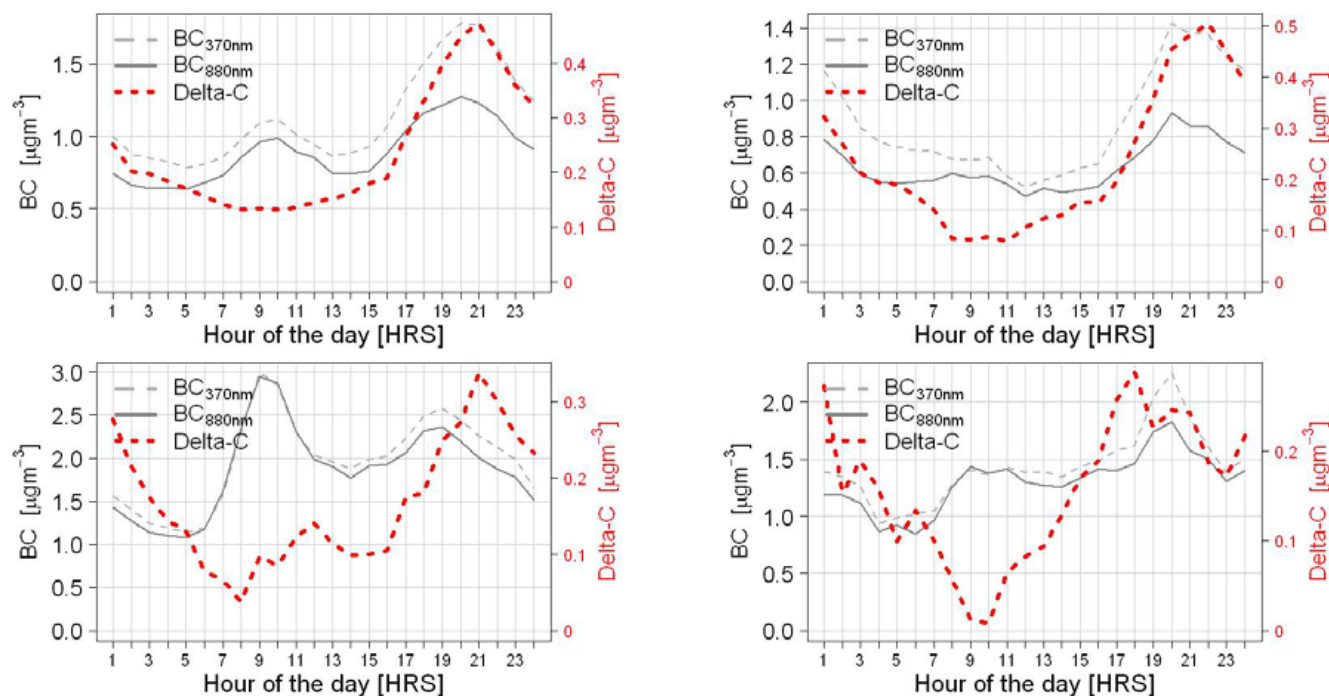 BC370nm
BC880nm
Delta-C
BC [µgm−3]
1.5
1.0
0.5
0.0
Delta-C [µgm−3]
0.4
0.3
0.2
0.1
0
1 3 5 7 9 11 13 15 17 19 21 23
Hour of the day [HRS]
BC370nm
BC880nm
Delta-C
BC [µgm−3]
1.4
1.2
1.0
0.8
0.6
0.4
0.2
0.0
Delta-C [µgm−3]
0.5
0.4
0.3
0.2
0.1
0
1 3 5 7 9 11 13 15 17 19 21 23
Hour of the day [HRS]
BC370nm
BC880nm
Delta-C
BC [µgm−3]
3.0
2.5
2.0
1.5
1.0
0.5
0.0
Delta-C [µgm−3]
0.3
0.2
0.1
0
1 3 5 7 9 11 13 15 17 19 21 23
Hour of the day [HRS]
BC370nm
BC880nm
Delta-C
BC [µgm−3]
2.0
1.5
1.0
0.5
0.0
Delta-C [µgm−3]
0.2
0.1
0
1 3 5 7 9 11 13 15 17 19 21 23
Hour of the day [HRS]